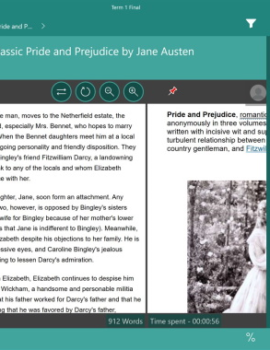 Term 1 Final
ride and P...
assic Pride and Prejudice by Jane Austen
e man, moves to the Netherfield estate, the
, especially Mrs. Bennet, who hopes to marry
When the Bennet daughters meet him at a local
going personality and friendly disposition. They
ingley's friend Fitzwilliam Darcy, a landowning
k to any of the locals and whom Elizabeth
e with her.
ghter, Jane, soon form an attachment. Any
wo, however, is opposed by Bingley's sisters
wife for Bingley because of her mother's lower
s that Jane is indifferent to Bingley). Meanwhile,
zabeth despite his objections to her family. He is
ssive eyes, and Caroline Bingley's jealous
ing to lessen Darcy's admiration.
Elizabeth, Elizabeth continues to despise him
Wickham, a handsome and personable militia
at his father worked for Darcy's father and that he
ng that he was favored by Darcy's father.
Pride and Prejudice, romantic
anonymously in three volumes
written with incisive wit and sup
turbulent relationship between
country gentleman, and Fitzwi
912 Words Time spent - 00:00:56